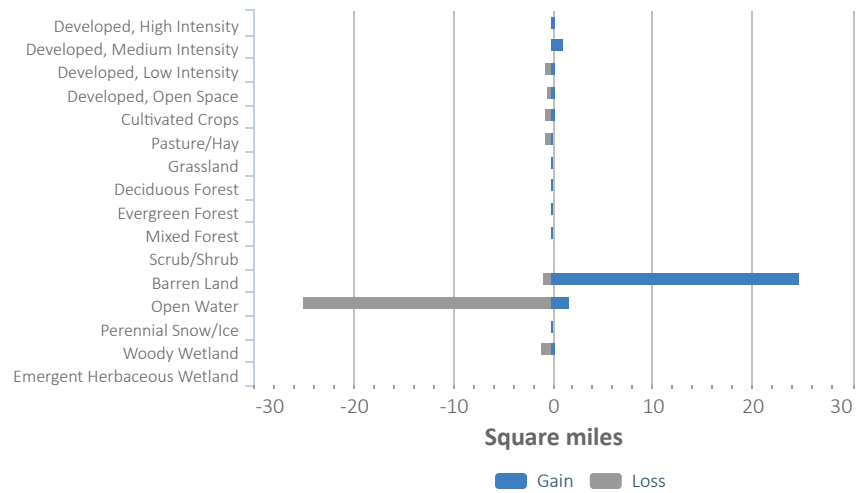 Developed, High Intensity
Developed, Medium Intensity
Developed, Low Intensity
Developed, Open Space
Cultivated Crops
Pasture/Hay
Grassland
Deciduous Forest
Evergreen Forest
Mixed Forest
Scrub/Shrub
Barren Land
Open Water
Perennial Snow/Ice
Woody Wetland
Emergent Herbaceous Wetland
-30 -20 -10 0 10 20 30
Square miles
Gain Loss